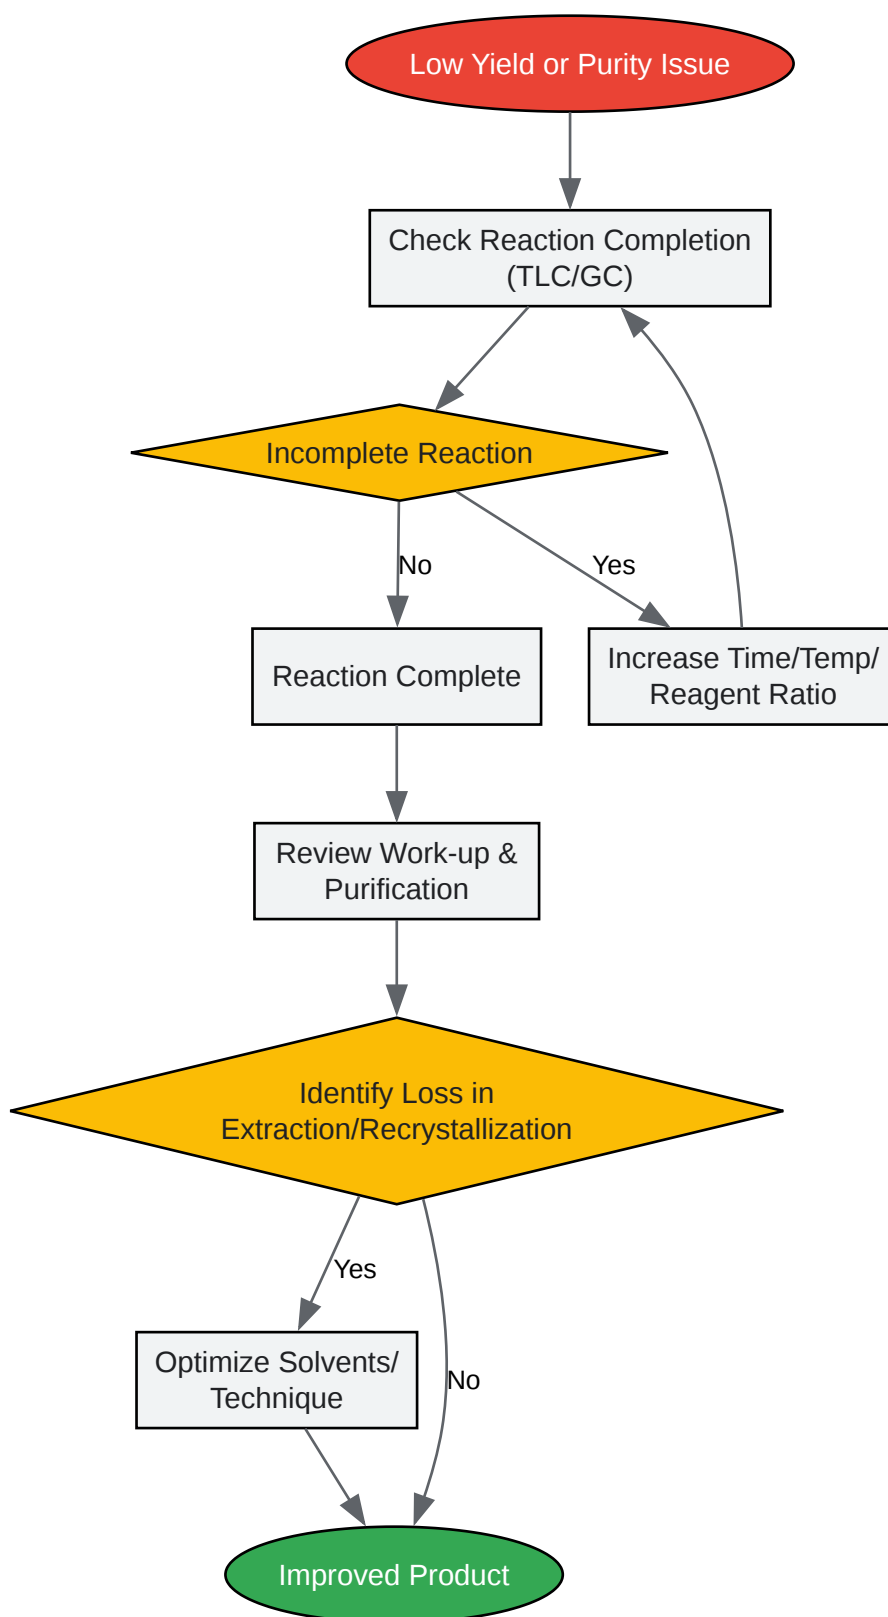 Low Yield or Purity Issue
Check Reaction Completion
(TLC/GC)
Incomplete Reaction
No
Yes
Reaction Complete
Increase Time/Temp/
Reagent Ratio
Review Work-up &
Purification
Identify Loss in
Extraction/Recrystallization
Yes
Optimize Solvents/
Technique
No
Improved Product